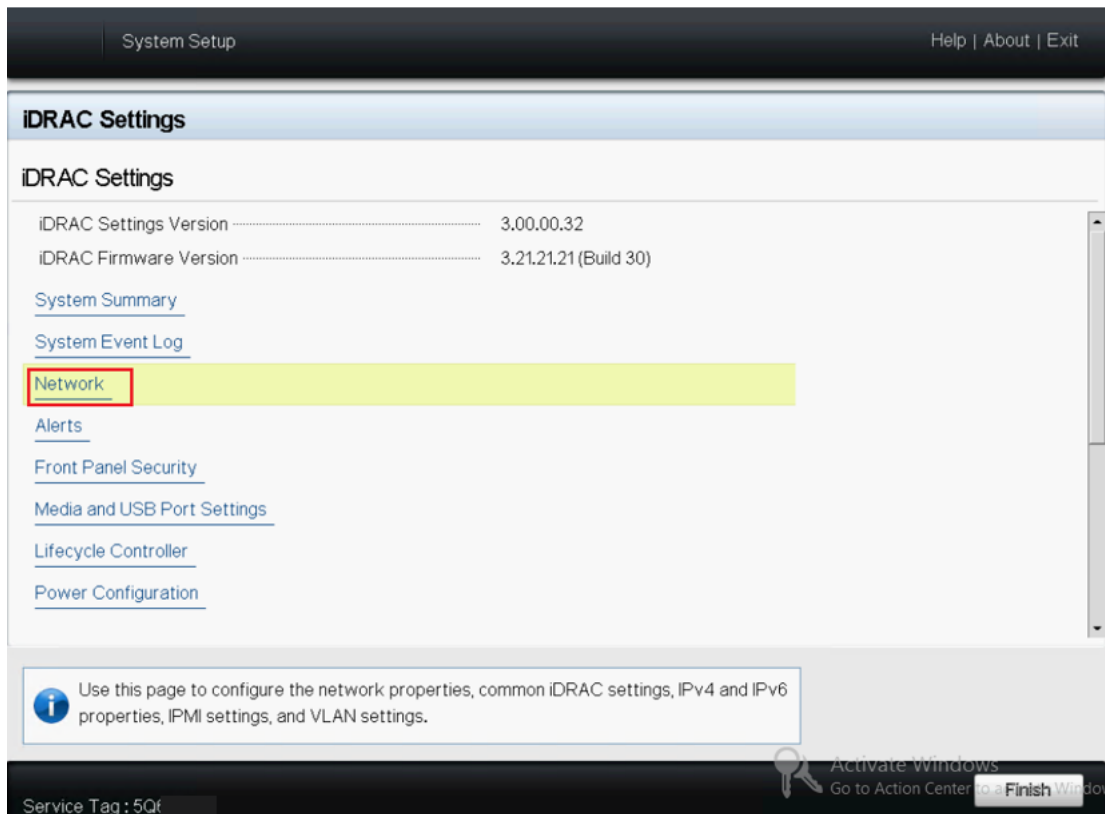 System Setup
Help | About | Exit
iDRAC Settings
iDRAC Settings
iDRAC Settings Version 3.00.00.32
iDRAC Firmware Version 3.21.21.21 (Build 30)
System Summary
System Event Log
Network
Alerts
Front Panel Security
Media and USB Port Settings
Lifecycle Controller
Power Configuration
Use this page to configure the network properties, common iDRAC settings, IPv4 and IPv6
properties, IPMI settings, and VLAN settings.
Activate Windows
Go to Action Center to a
Finish
Service Tag : 5Q